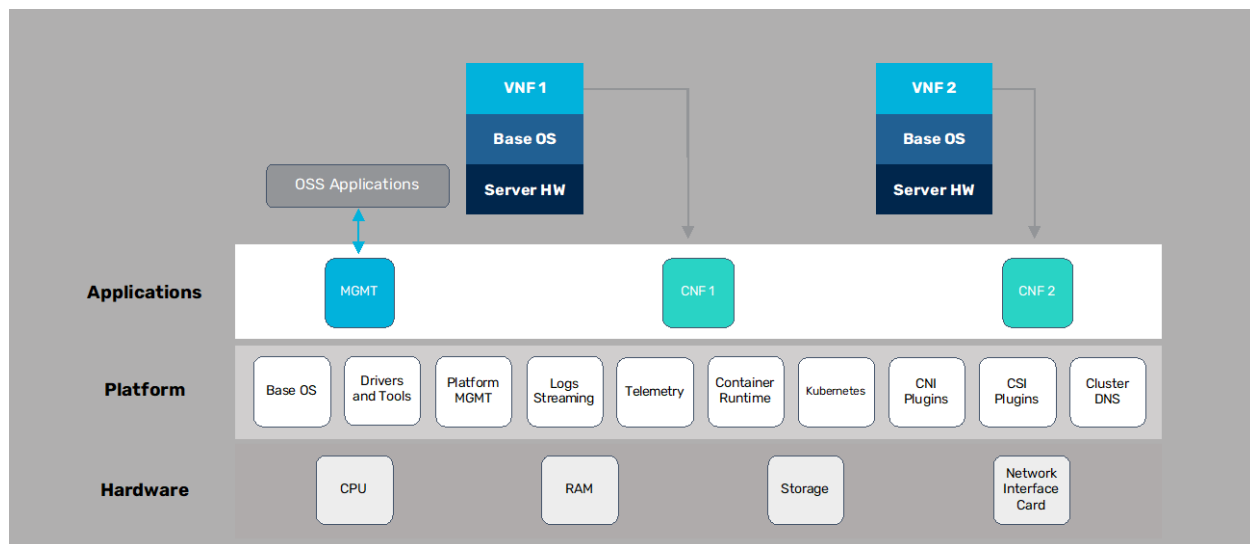 VNF 1
VNF 2
Base OS
Base OS
OSS Applications
Server HW
Server HW
Applications
MGMT
CNF 1
CNF 2
Platform
Base OS
Drivers
and Tools
Platform
MGMT
Logs
Streaming
Telemetry
Container
Runtime
Kubernetes
CNI
Plugins
CSI
Plugins
Cluster
DNS
Hardware
CPU
RAM
Storage
Network
Interface
Card